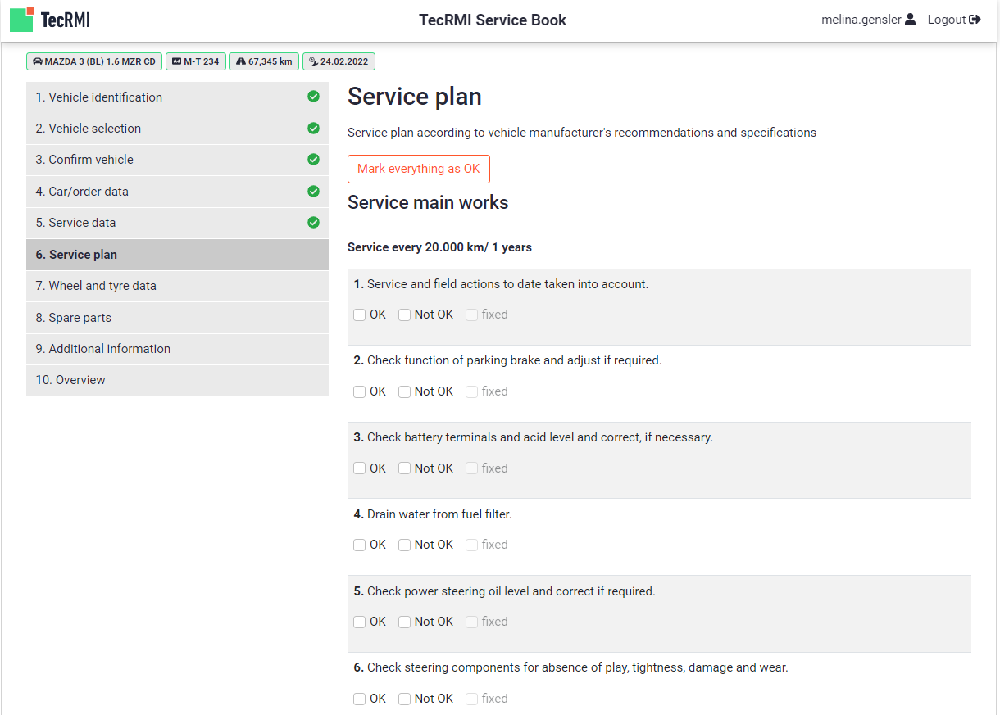 TecRMI
TecRMI Service Book
melina.gensler Logout
MAZDA 3 (BL) 1.6 MZR CD M-T 234 67,345 km 24.02.2022
1. Vehicle identification
2. Vehicle selection
3. Confirm vehicle
4. Car/order data
5. Service data
6. Service plan
7. Wheel and tyre data
8. Spare parts
9. Additional information
10. Overview
Service plan
Service plan according to vehicle manufacturer's recommendations and specifications
Mark everything as OK
Service main works
Service every 20.000 km/ 1 years
1. Service and field actions to date taken into account.
OK Not OK fixed
2. Check function of parking brake and adjust if required.
OK Not OK fixed
3. Check battery terminals and acid level and correct, if necessary.
OK Not OK fixed
4. Drain water from fuel filter.
OK Not OK fixed
5. Check power steering oil level and correct if required.
OK Not OK fixed
6. Check steering components for absence of play, tightness, damage and wear.
OK Not OK fixed